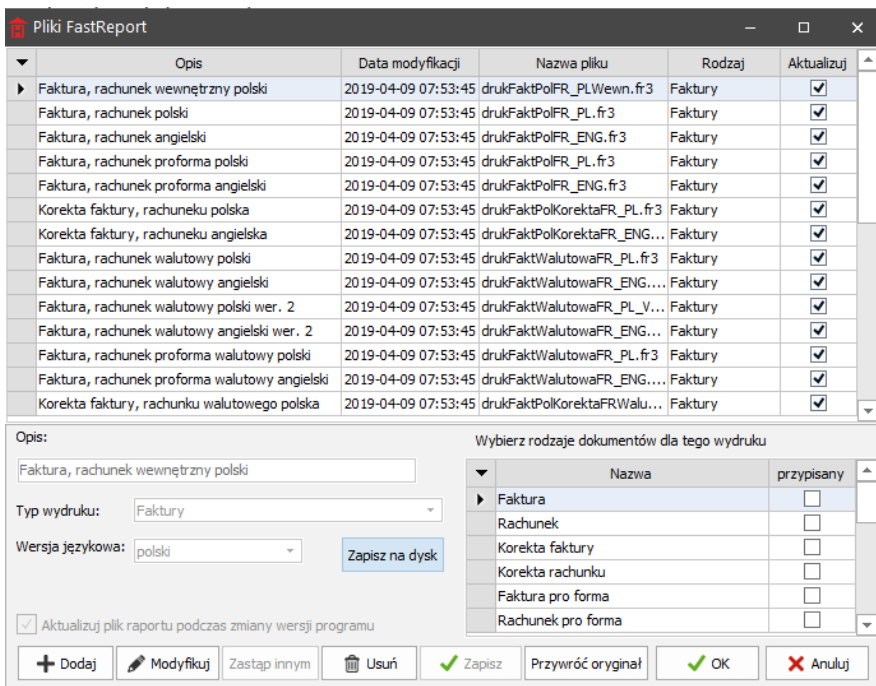 Pliki FastReport
Opis Data modyfikacji Nazwa pliku Rodzaj Aktualizuj
Faktura, rachunek wewnętrzny polski 2019-04-09 07:53:45 drukFaktPolFR_PLWewn.fr3 Faktury
Faktura, rachunek polski 2019-04-09 07:53:45 drukFaktPolFR_PL.fr3 Faktury
Faktura, rachunek angielski 2019-04-09 07:53:45 drukFaktPolFR_ENG.fr3 Faktury
Faktura, rachunek proforma polski 2019-04-09 07:53:45 drukFaktPolFR_PL.fr3 Faktury
Faktura, rachunek proforma angielski 2019-04-09 07:53:45 drukFaktPolFR_ENG.fr3 Faktury
Korekta faktury, rachuneku polska 2019-04-09 07:53:45 drukFaktPolKorektaFR_PL.fr3 Faktury
Korekta faktury, rachuneku angielska 2019-04-09 07:53:45 drukFaktPolKorektaFR_ENG... Faktury
Faktura, rachunek walutowy polski 2019-04-09 07:53:45 drukFaktWalutowaFR_PL.fr3 Faktury
Faktura, rachunek walutowy angielski 2019-04-09 07:53:45 drukFaktWalutowaFR_ENG.... Faktury
Faktura, rachunek walutowy polski wer. 2 2019-04-09 07:53:45 drukFaktWalutowaFR_PL_V... Faktury
Faktura, rachunek walutowy angielski wer. 2 2019-04-09 07:53:45 drukFaktWalutowaFR_ENG... Faktury
Faktura, rachunek proforma walutowy polski 2019-04-09 07:53:45 drukFaktWalutowaFR_PL.fr3 Faktury
Faktura, rachunek proforma walutowy angielski 2019-04-09 07:53:45 drukFaktWalutowaFR_ENG.... Faktury
Korekta faktury, rachunku walutowego polska 2019-04-09 07:53:45 drukFaktPolKorektaFRWalu... Faktury
Opis:
Faktura, rachunek wewnętrzny polski
Typ wydruku: Faktury
Wersja językowa: polski Zapisz na dysk
Aktualizuj plik raportu podczas zmiany wersji programu
Wybierz rodzaje dokumentów dla tego wydruku
Nazwa przypisany
Faktura
Rachunek
Korekta faktury
Korekta rachunku
Faktura pro forma
Rachunek pro forma
Dodaj Modyfikuj Zastąp innym Usuń Zapisz Przywróć oryginał OK Anuluj